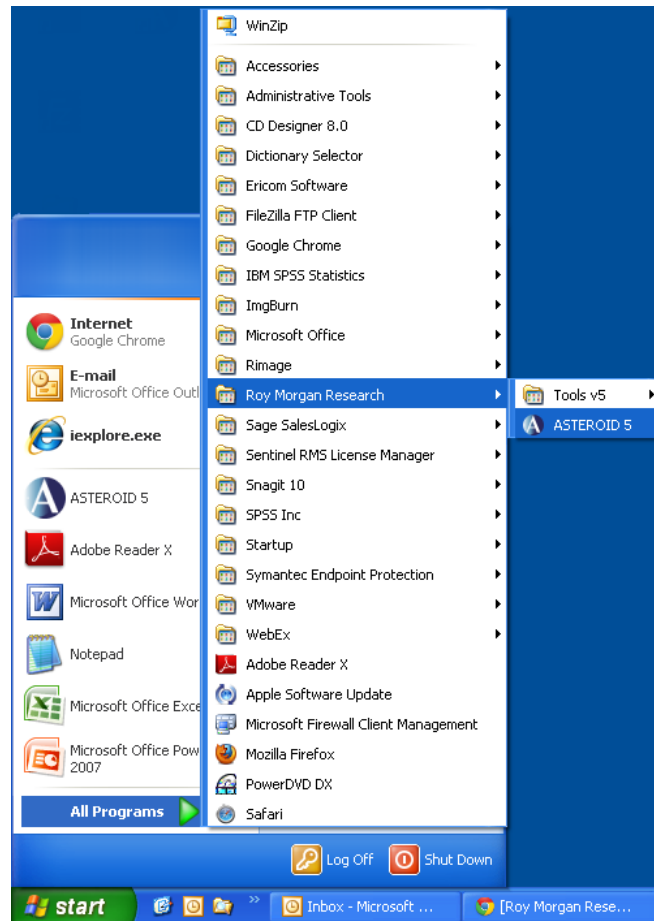 WinZip
Accessories
Administrative Tools
CD Designer 8.0
Dictionary Selector
Ericom Software
FileZilla FTP Client
Google Chrome
IBM SPSS Statistics
ImgBurn
Microsoft Office
Rimage
Roy Morgan Research
Sage SalesLogix
Sentinel RMS License Manager
Snagit 10
SPSS Inc
Startup
Symantec Endpoint Protection
VMware
WebEx
Adobe Reader X
Apple Software Update
Microsoft Firewall Client Management
Mozilla Firefox
PowerDVD DX
Safari
Tools v5
ASTEROID 5
Internet
Google Chrome
E-mail
Microsoft Office Outl
iexplore.exe
ASTEROID 5
Adobe Reader X
Microsoft Office Wor
Notepad
Microsoft Office Exce
Microsoft Office Pow
2007
All Programs
Log Off Shut Down
start Inbox - Microsoft ... [Roy Morgan Rese...